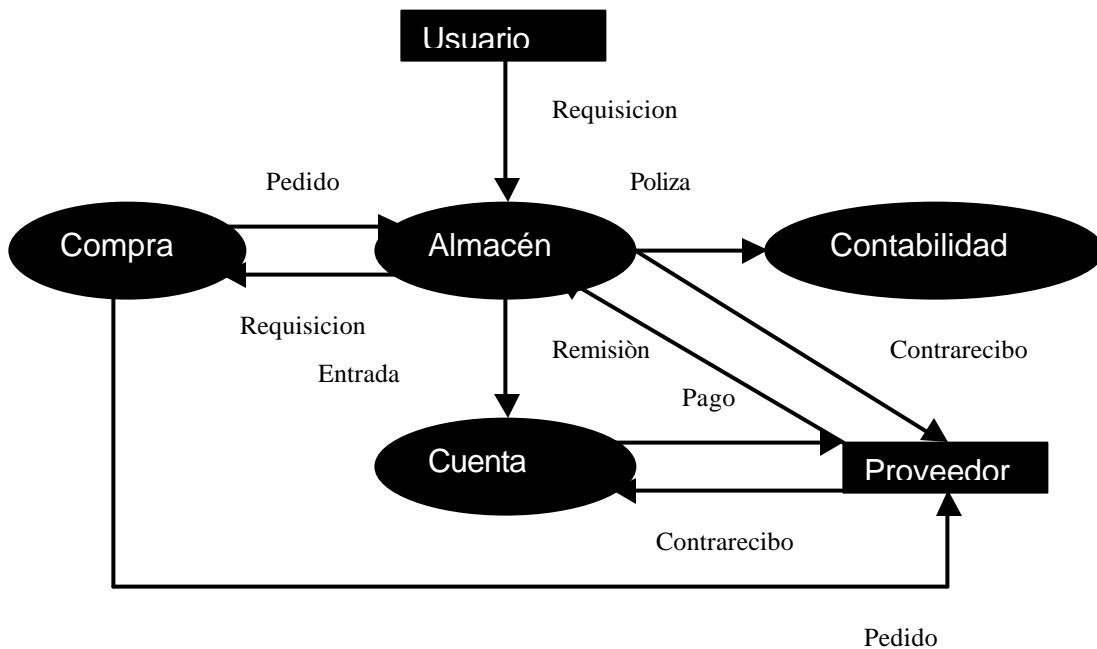 Usuario
Requisicion
Pedido
Poliza
Compra
Almacén
Contabilidad
Requisicion
Remisiòn
Contrarecibo
Entrada
Pago
Cuenta
Proveedor
Contrarecibo
Pedido